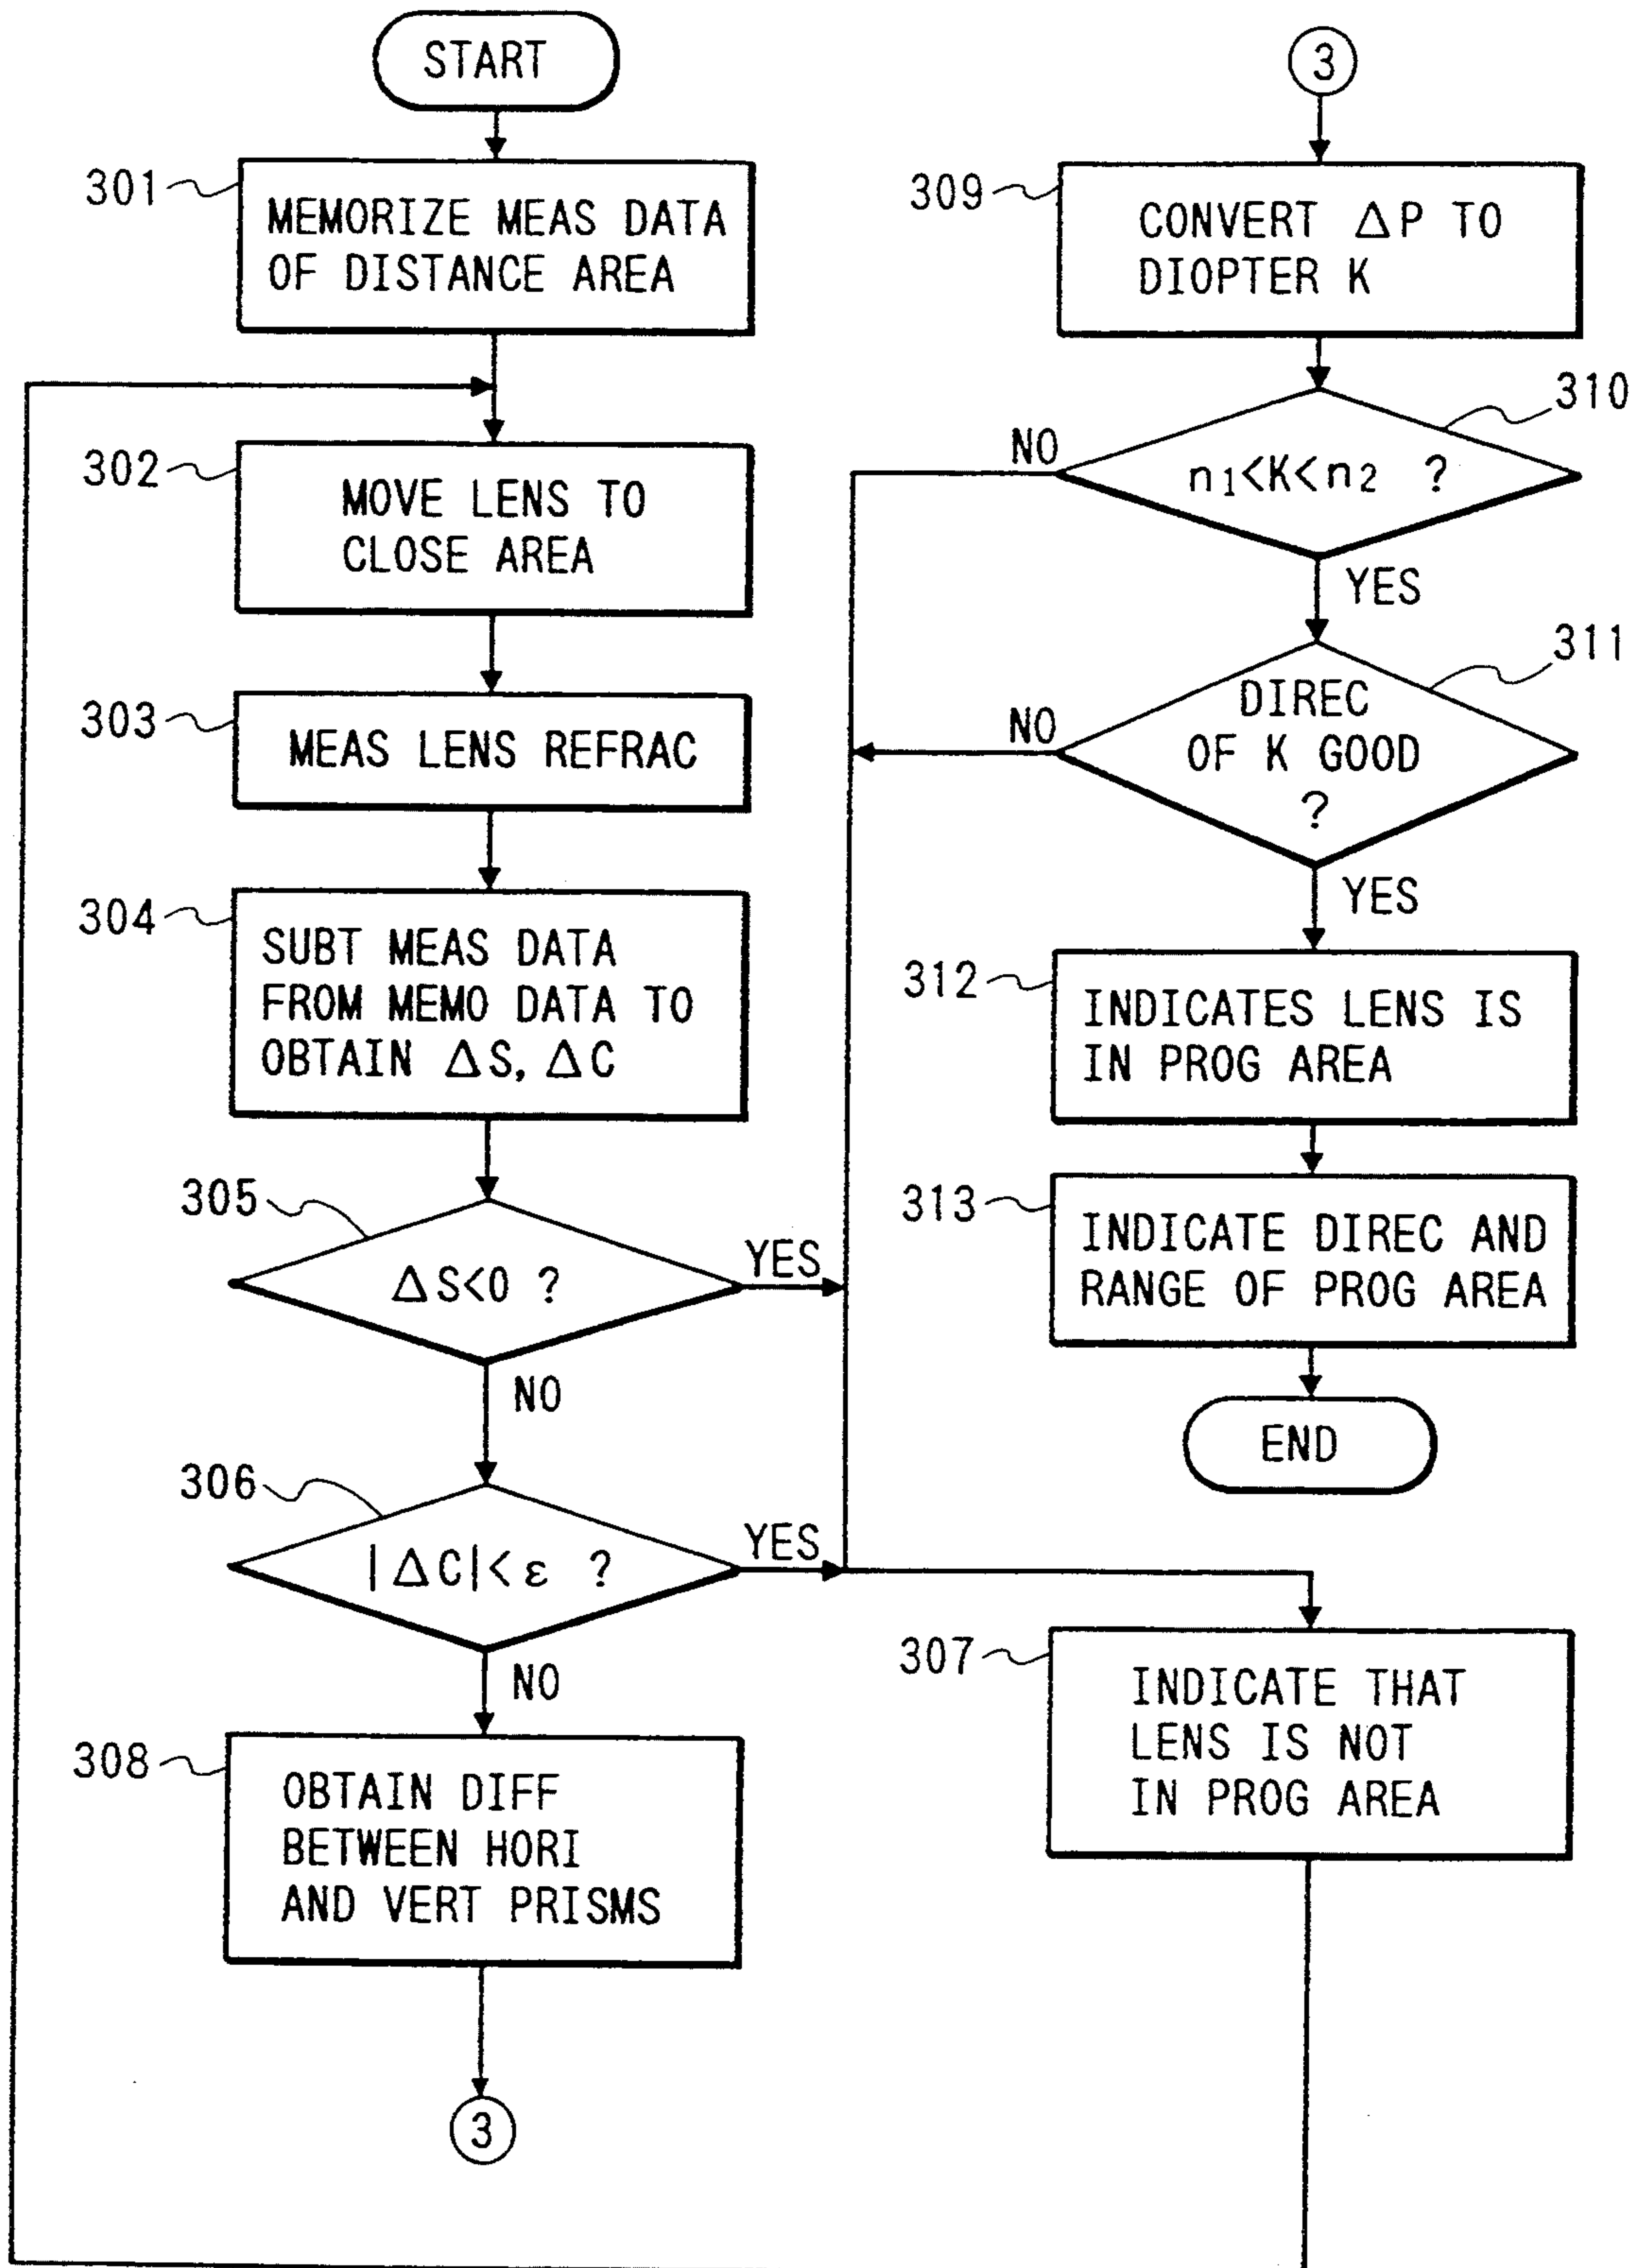 START
301
MEMORIZE MEAS DATA
OF DISTANCE AREA
302
MOVE LENS TO
CLOSE AREA
303
MEAS LENS REFRAC
304
SUBT MEAS DATA
FROM MEMO DATA TO
OBTAIN ΔS, ΔC
305
ΔS<0 ?
YES
NO
306
|ΔC|<ε ?
YES
NO
308
OBTAIN DIFF
BETWEEN HORI
AND VERT PRISMS
3
3
309
CONVERT ΔP TO
DIOPTER K
310
NO
n1<K<n2 ?
YES
311
NO
DIREC
OF K GOOD
?
YES
312
INDICATES LENS IS
IN PROG AREA
313
INDICATE DIREC AND
RANGE OF PROG AREA
END
307
INDICATE THAT
LENS IS NOT
IN PROG AREA